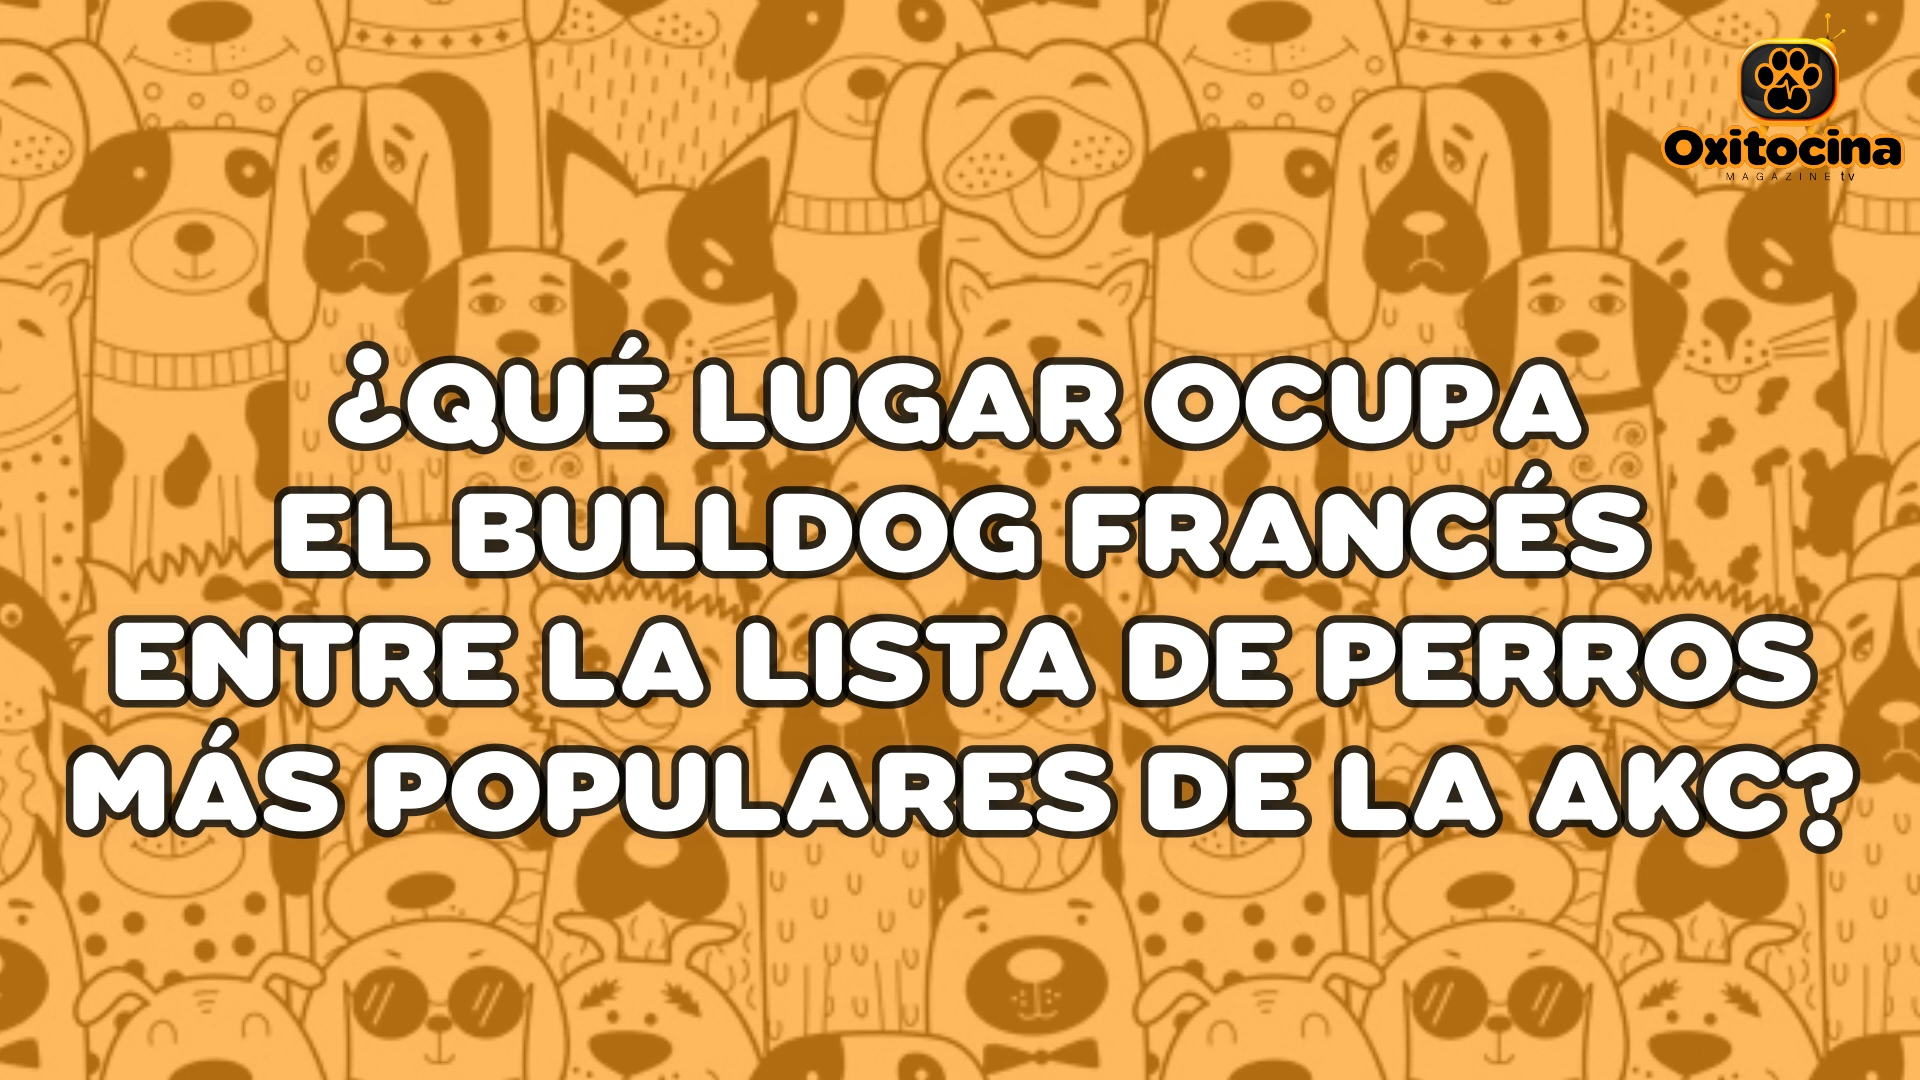 Oxitocina
MAGAZINE tv
¿QUÉ LUGAR OCUPA
EL BULLDOG FRANCÉS
ENTRE LA LISTA DE PERROS
MÁS POPULARES DE LA AKC?